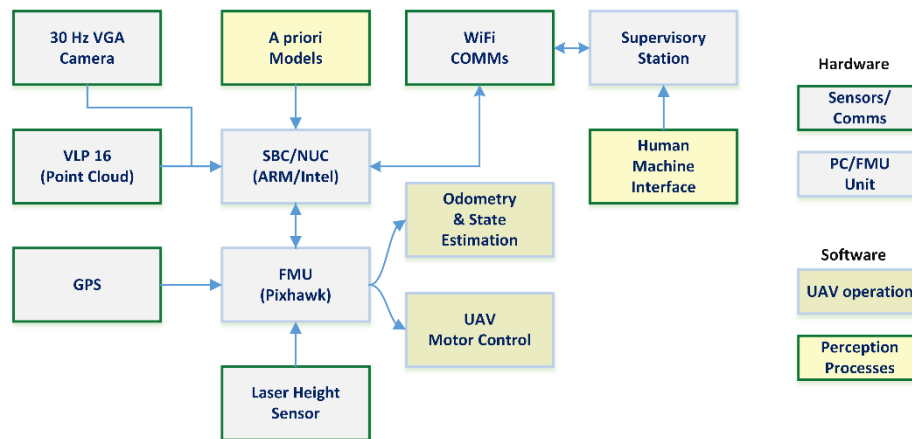 30 Hz VGA
Camera
A priori
Models
WiFi
COMMs
Supervisory
Station
Hardware
Sensors/
Comms
VLP 16
(Point Cloud)
SBC/NUC
(ARM/Intel)
Human
Machine
Interface
PC/FMU
Unit
Odometry
& State
Estimation
GPS
FMU
(Pixhawk)
Software
UAV operation
UAV
Motor Control
Perception
Processes
Laser Height
Sensor